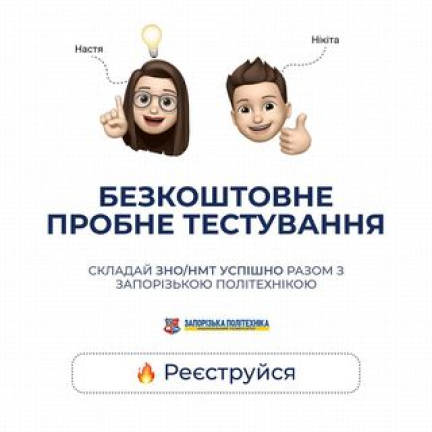 Настя
Нікіта
БЕЗКОШТОВНЕ
ПРОБНЕ ТЕСТУВАННЯ
СКЛАДАЙ ЗНО/НМТ УСПІШНО РАЗОМ З
ЗАПОРІЗЬКОЮ ПОЛІТЕХНІКОЮ
ЗАПОРІЗЬКА ПОЛІТЕХНІКА
Реєструйся